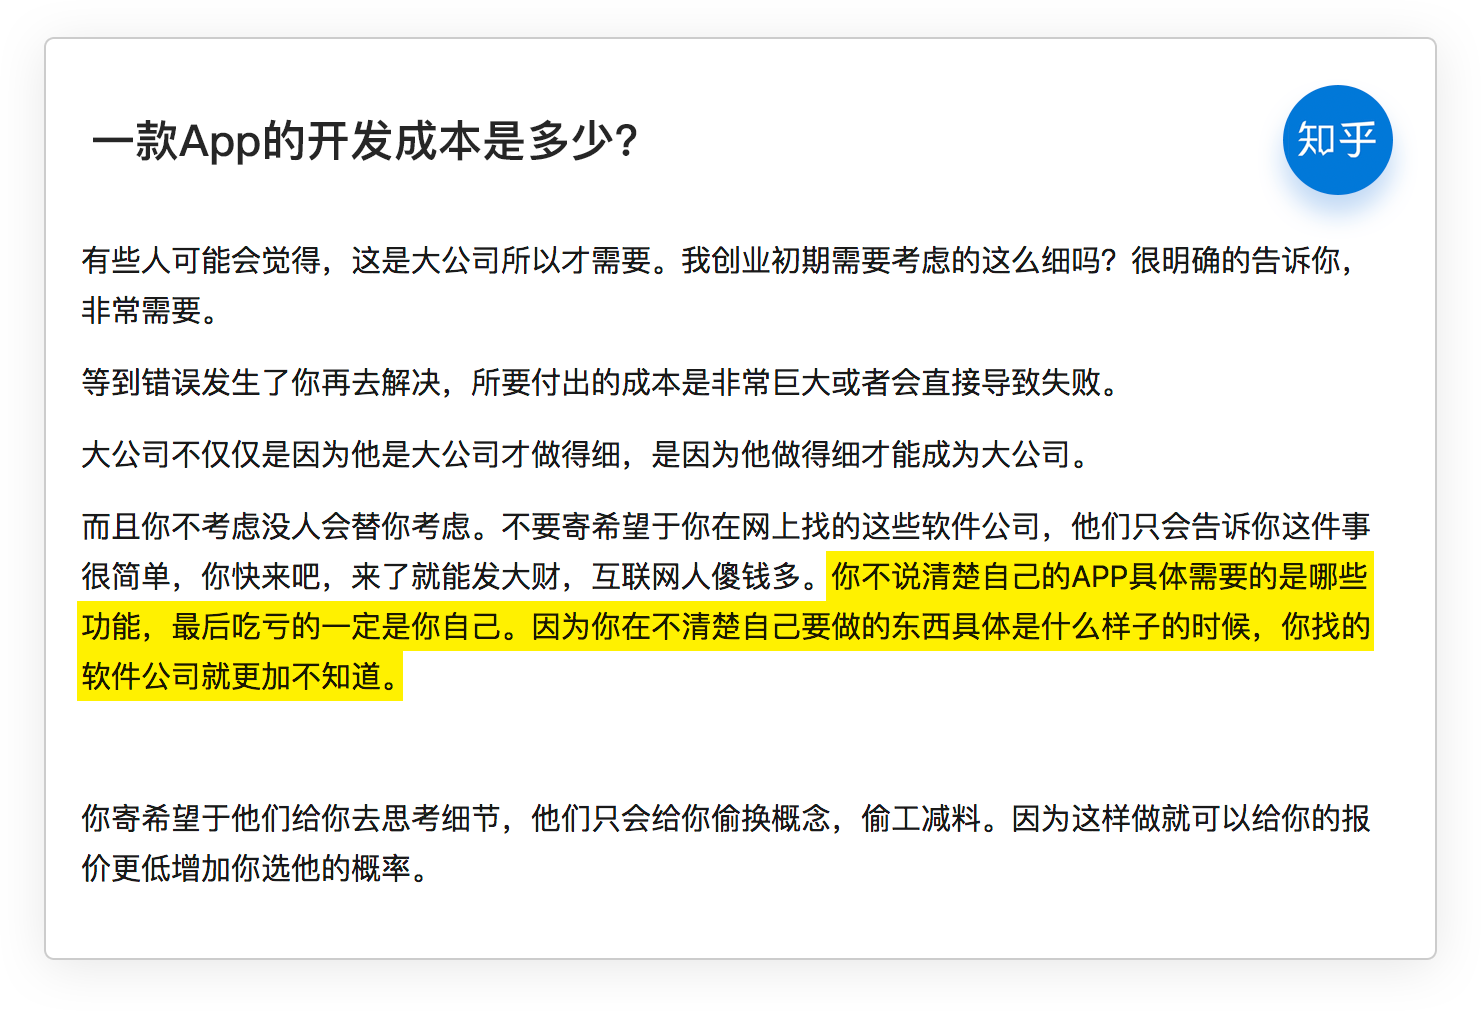 一款App的开发成本是多少?
知乎
有些人可能会觉得，这是大公司所以才需要。我创业初期需要考虑的这么细吗？很明确的告诉你，
非常需要。
等到错误发生了你再去解决，所要付出的成本是非常巨大或者会直接导致失败。
大公司不仅仅是因为他是大公司才做得细，是因为他做得细才能成为大公司。
而且你不考虑没人会替你考虑。不要寄希望于你在网上找的这些软件公司，他们只会告诉你这件事
很简单，你快来吧，来了就能发大财，互联网人傻钱多。你不说清楚自己的APP具体需要的是哪些
功能，最后吃亏的一定是你自己。因为你在不清楚自己要做的东西具体是什么样子的时候，你找的
软件公司就更加不知道。
你寄希望于他们给你去思考细节，他们只会给你偷换概念，偷工减料。因为这样做就可以给你的报
价更低增加你选他的概率。